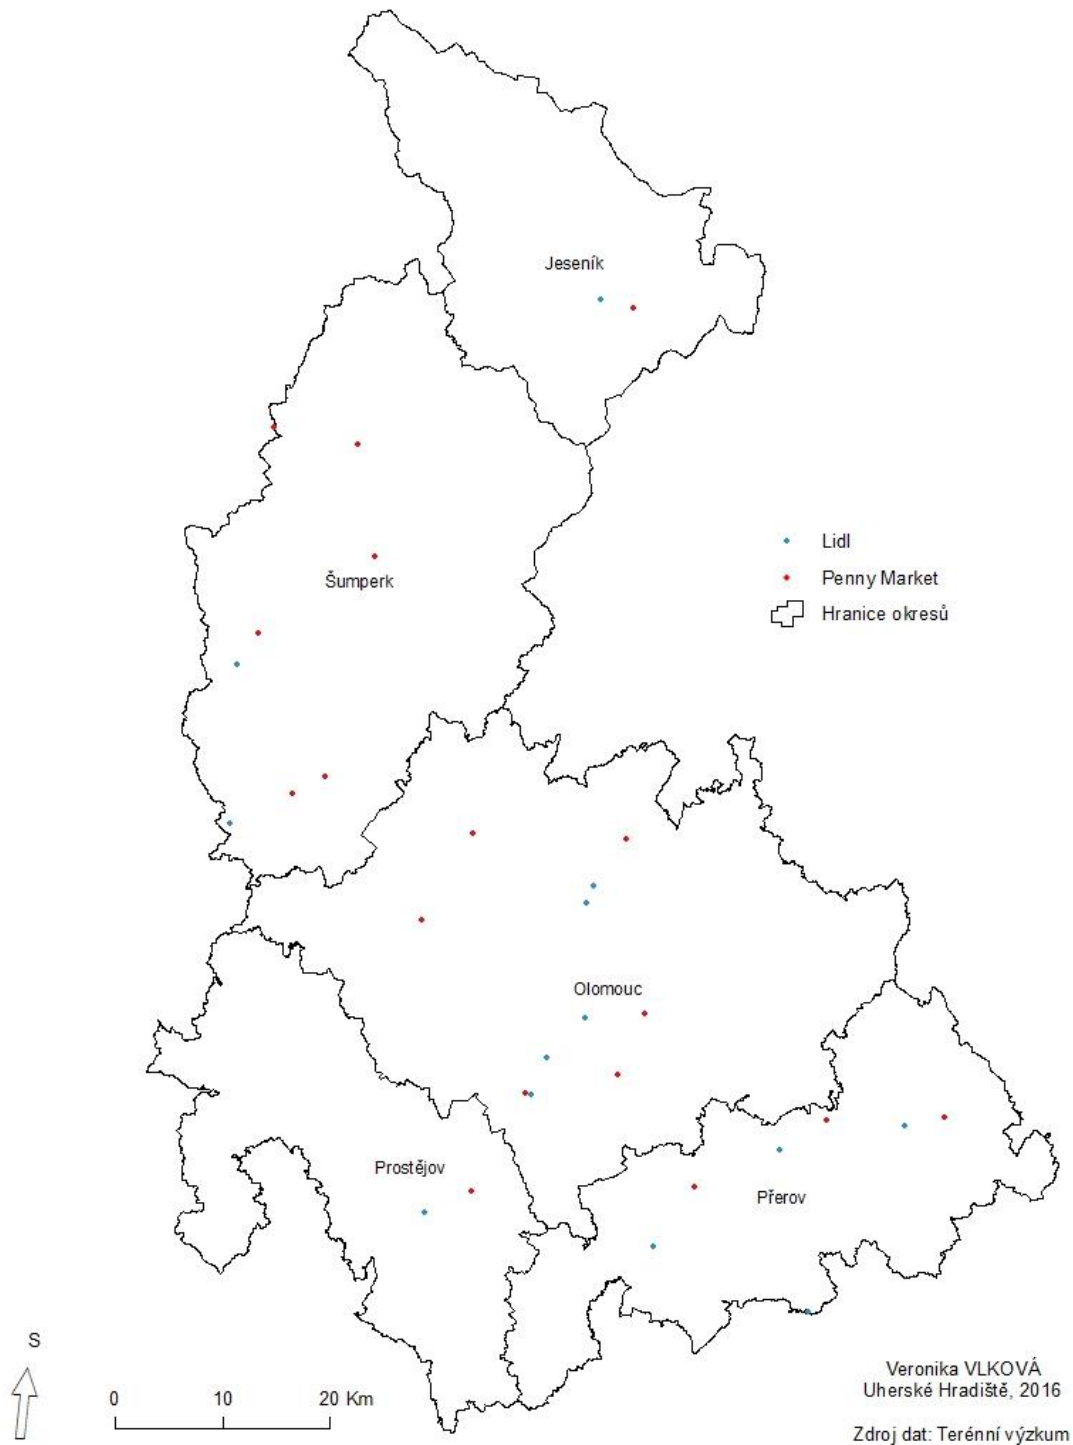 Jeseník
Lidl
Penny Market
Hranice okresů
Šumperk
Olomouc
Prostějov
Přerov
S
0 10 20 Km
Veronika VLKOVÁ
Uherské Hradiště, 2016
Zdroj dat: Terénní výzkum